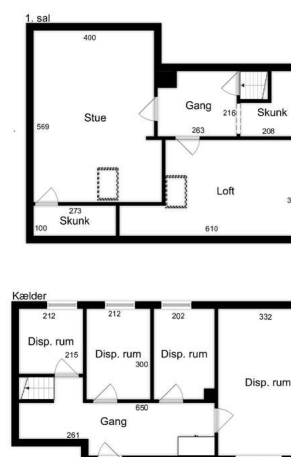 1. sal
400
Gang
216
Skunk
Stue
569
263
208
Loft
3
273
Skunk
100
610
Kælder
212
212
202
332
Disp. rum
215
Disp. rum
Disp. rum
300
Disp. rum
650
Gang
261